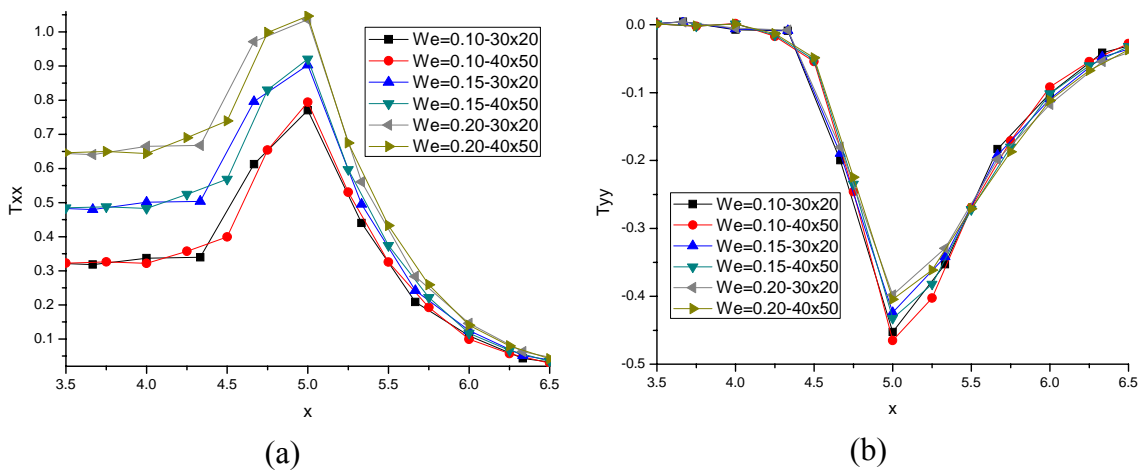 1.0
0.9
0.8
0.7
0.6
0.5
0.4
0.3
0.2
0.1
Txx
3.5 4.0 4.5 5.0 5.5 6.0 6.5
x
We=0.10-30x20
We=0.10-40x50
We=0.15-30x20
We=0.15-40x50
We=0.20-30x20
We=0.20-40x50
(a)
0.0
-0.1
-0.2
-0.3
-0.4
-0.5
Tyy
3.5 4.0 4.5 5.0 5.5 6.0 6.5
x
We=0.10-30x20
We=0.10-40x50
We=0.15-30x20
We=0.15-40x50
We=0.20-30x20
We=0.20-40x50
(b)